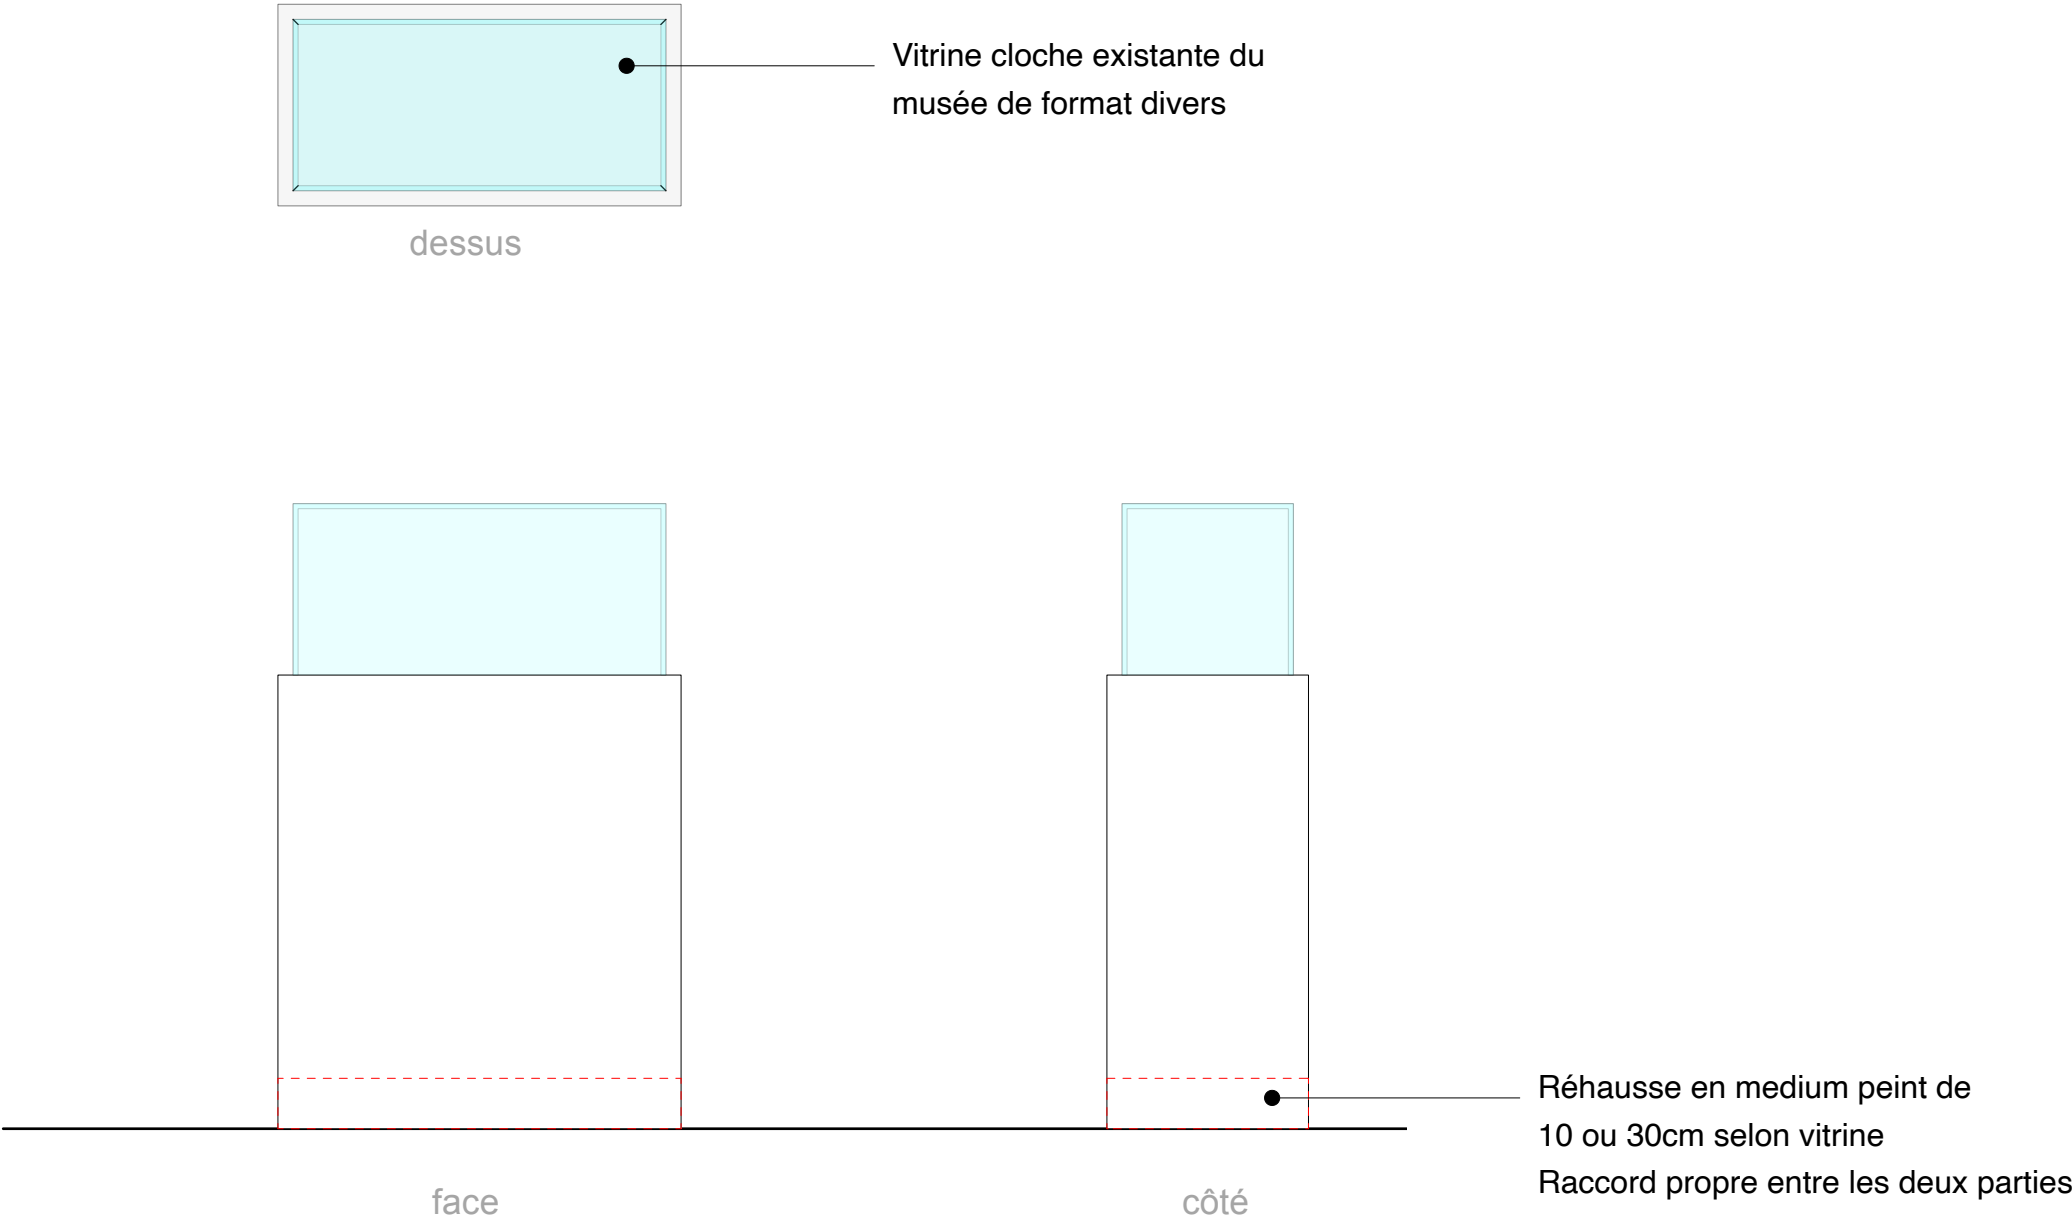 Vitrine cloche existante du
musée de format divers
dessus
Réhausse en medium peint de
10 ou 30cm selon vitrine
Raccord propre entre les deux parties
face
côté